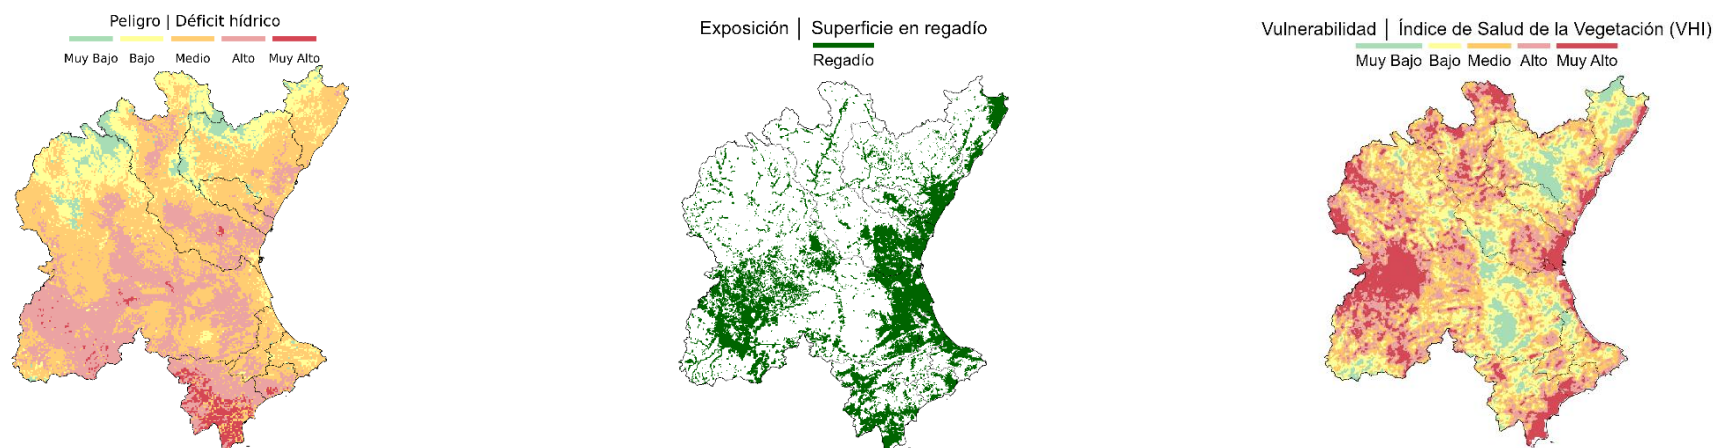 Peligro | Déficit hídrico
Muy Bajo Bajo Medio Alto Muy Alto
Exposición | Superficie en regadío
Regadío
Vulnerabilidad | Índice de Salud de la Vegetación (VHI)
Muy Bajo Bajo Medio Alto Muy Alto